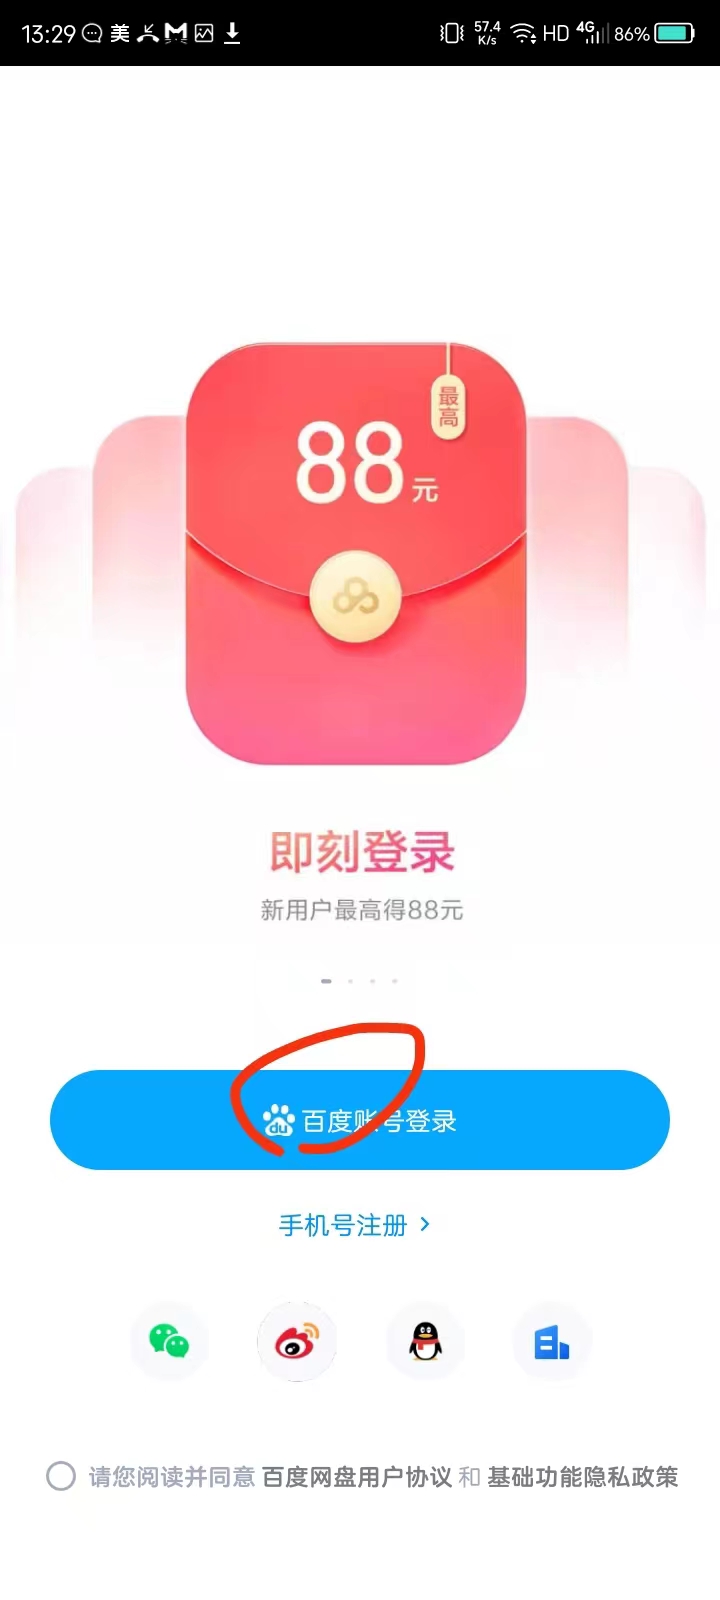 13:29 美 57.4 K/s HD 4G 86%
最高
88元
即刻登录
新用户最高得88元
du 百度账号登录
手机号注册 >
请您阅读并同意 百度网盘用户协议 和 基础功能隐私政策